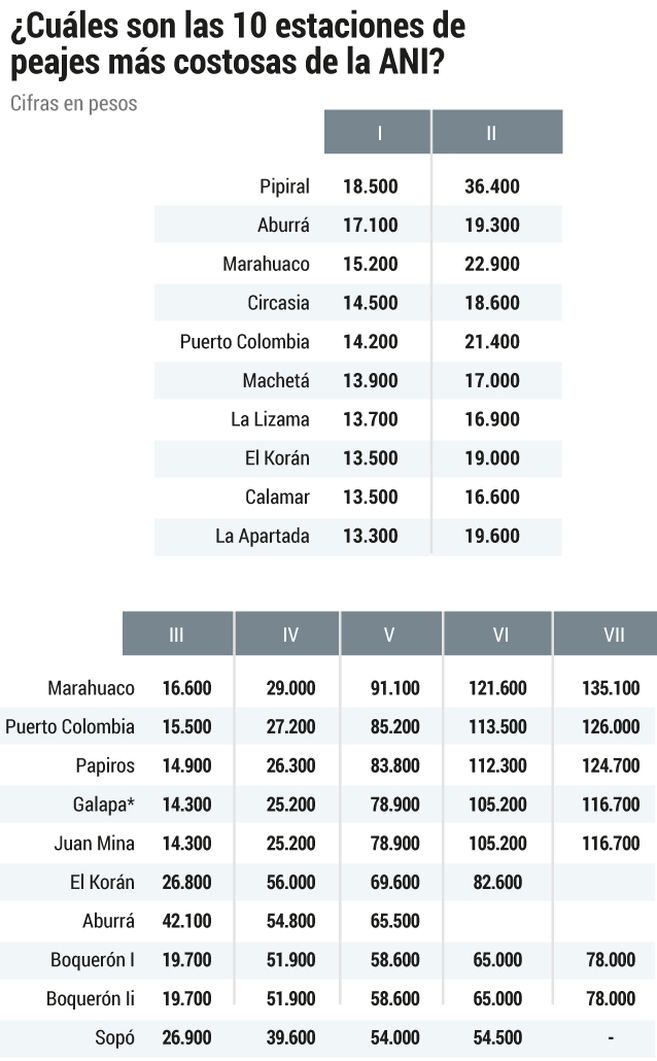 ¿Cuáles son las 10 estaciones de
peajes más costosas de la ANI?
Cifras en pesos
I II
Pipiral 18.500 36.400
Aburrá 17.100 19.300
Marahuaco 15.200 22.900
Circasia 14.500 18.600
Puerto Colombia 14.200 21.400
Machetá 13.900 17.000
La Lizama 13.700 16.900
El Korán 13.500 19.000
Calamar 13.500 16.600
La Apartada 13.300 19.600
III IV V VI VII
Marahuaco 16.600 29.000 91.100 121.600 135.100
Puerto Colombia 15.500 27.200 85.200 113.500 126.000
Papiros 14.900 26.300 83.800 112.300 124.700
Galapa* 14.300 25.200 78.900 105.200 116.700
Juan Mina 14.300 25.200 78.900 105.200 116.700
El Korán 26.800 56.000 69.600 82.600
Aburrá 42.100 54.800 65.500
Boquerón I 19.700 51.900 58.600 65.000 78.000
Boquerón Ii 19.700 51.900 58.600 65.000 78.000
Sopó 26.900 39.600 54.000 54.500 -